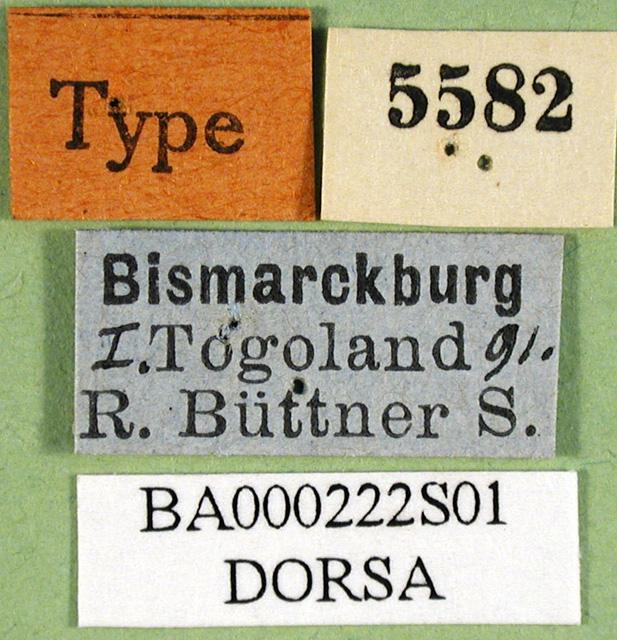 Type
5582
Bismarckburg
I. Togoland 91.
R. Büttner S.
BA000222S01
DORSA